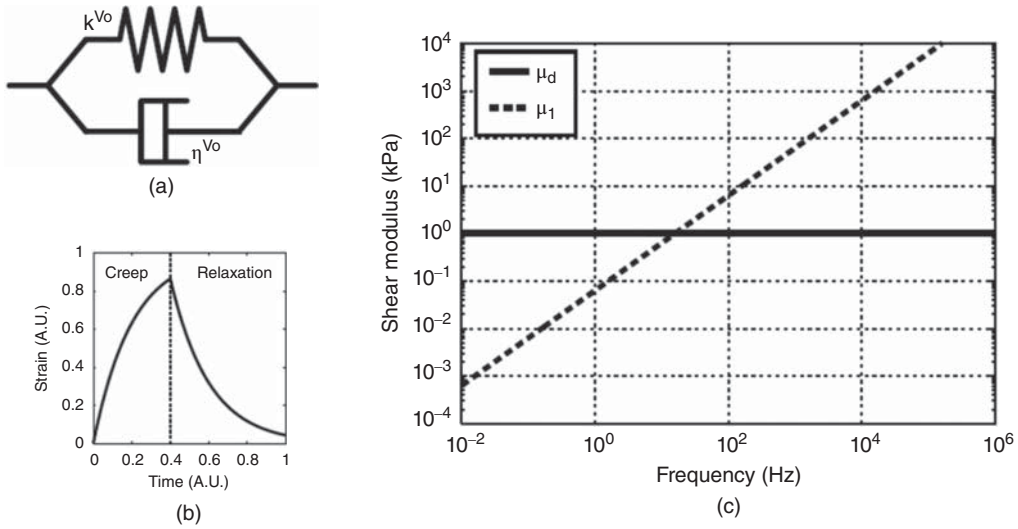 k^Vo
η^Vo
(a)
Creep
Relaxation
1
0.8
0.6
0.4
0.2
0
Strain (A.U.)
0 0.2 0.4 0.6 0.8 1
Time (A.U.)
(b)
μ_d
μ_1
10^4
10^3
10^2
10^1
10^0
10^−1
10^−2
10^−3
10^−4
Shear modulus (kPa)
10^−2 10^0 10^2 10^4 10^6
Frequency (Hz)
(c)